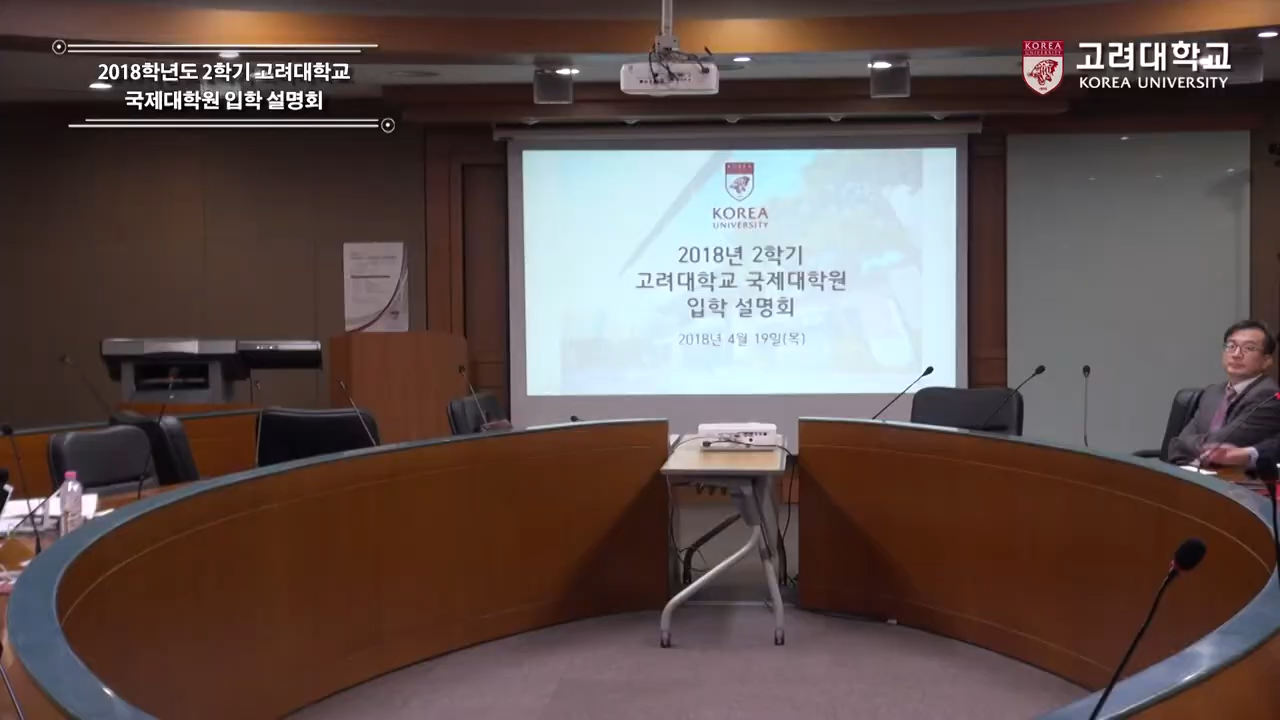 2018학년도 2학기 고려대학교
국제대학원 입학 설명회
KOREA
UNIVERSITY
고려대학교
KOREA UNIVERSITY
KOREA
KOREA
UNIVERSITY
2018년 2학기
고려대학교 국제대학원
입학 설명회
2018년 4월 19일(목)